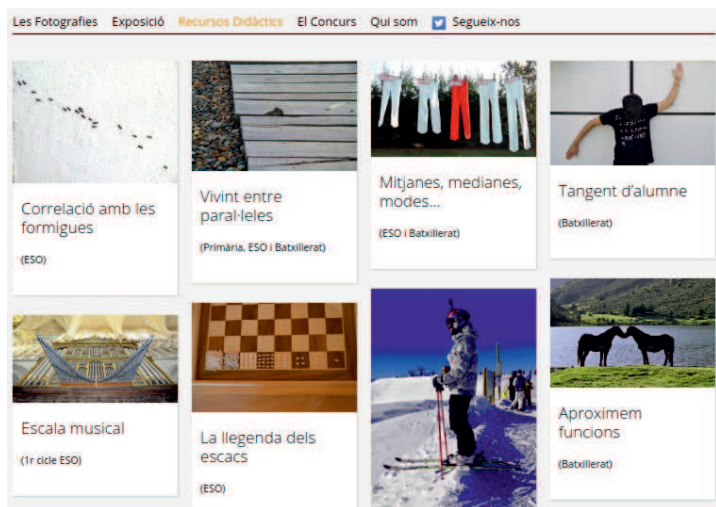 Les Fotografies Exposició Recursos Didàctics El Concurs Qui som Segueix-nos
Correlació amb les
formigues
(ESO)
Vivint entre
paral·leles
(Primària, ESO i Batxillerat)
Mitjanes, medianes,
modes...
(ESO i Batxillerat)
Tangent d'alumne
(Batxillerat)
Escala musical
(1r cicle ESO)
La llegenda dels
escacs
(ESO)
Aproximem
funcions
(Batxillerat)